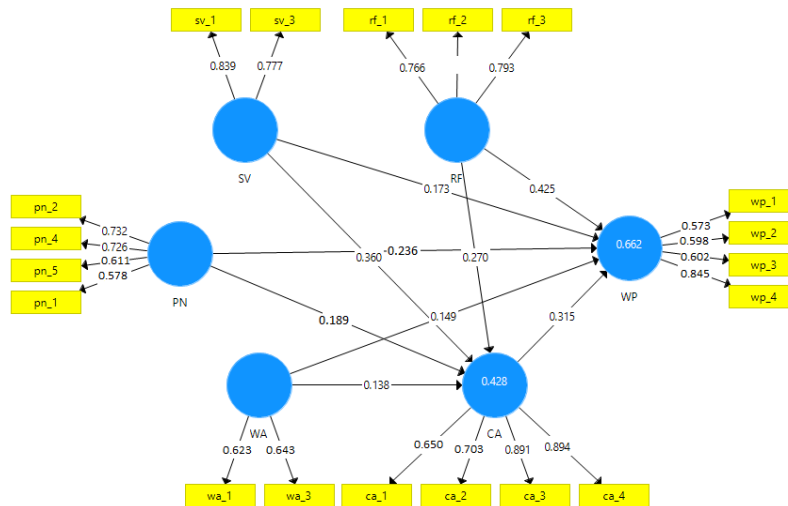 sv_1
sv_3
rf_1
rf_2
rf_3
0.839
0.777
0.766
0.793
SV
RF
0.173
0.425
pn_2
pn_4
pn_5
pn_1
0.732
0.726
0.611
0.578
PN
-0.236
0.360
0.270
0.662
WP
0.573
0.598
0.602
0.845
wp_1
wp_2
wp_3
wp_4
0.189
0.149
0.315
0.138
WA
0.428
CA
0.623
0.643
0.650
0.703
0.891
0.894
wa_1
wa_3
ca_1
ca_2
ca_3
ca_4